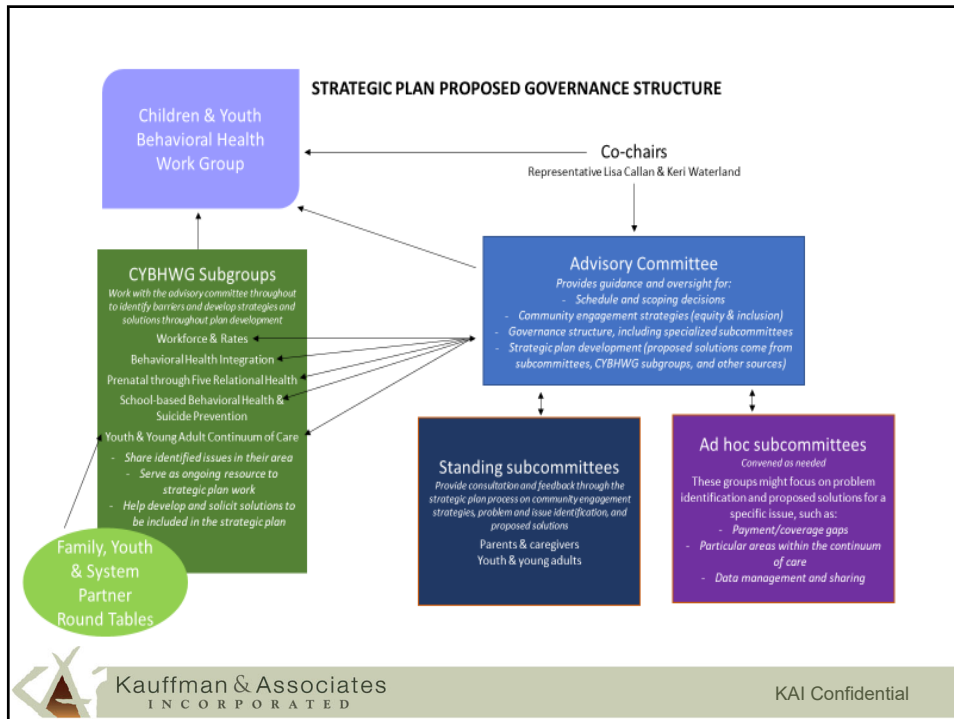 STRATEGIC PLAN PROPOSED GOVERNANCE STRUCTURE
Children & Youth
Behavioral Health
Work Group
Co-chairs
Representative Lisa Callan & Keri Waterland
CYBHWG Subgroups
Work with the advisory committee throughout
to identify barriers and develop strategies and
solutions throughout plan development
Workforce & Rates
Behavioral Health Integration
Prenatal through Five Relational Health
School-based Behavioral Health &
Suicide Prevention
Youth & Young Adult Continuum of Care
- Share identified issues in their area
- Serve as ongoing resource to
strategic plan work
- Help develop and solicit solutions to
be included in the strategic plan
Family, Youth
& System
Partner
Round Tables
Advisory Committee
Provides guidance and oversight for:
- Schedule and scoping decisions
- Community engagement strategies (equity & inclusion)
- Governance structure, including specialized subcommittees
- Strategic plan development (proposed solutions come from
subcommittees, CYBHWG subgroups, and other sources)
Standing subcommittees
Provide consultation and feedback through the
strategic plan process on community engagement
strategies, problem and issue identification, and
proposed solutions
Parents & caregivers
Youth & young adults
Ad hoc subcommittees
Convened as needed
These groups might focus on problem
identification and proposed solutions for a
specific issue, such as:
- Payment/coverage gaps
- Particular areas within the continuum
of care
- Data management and sharing
KA
Kauffman & Associates
INCORPORATED
KAI Confidential